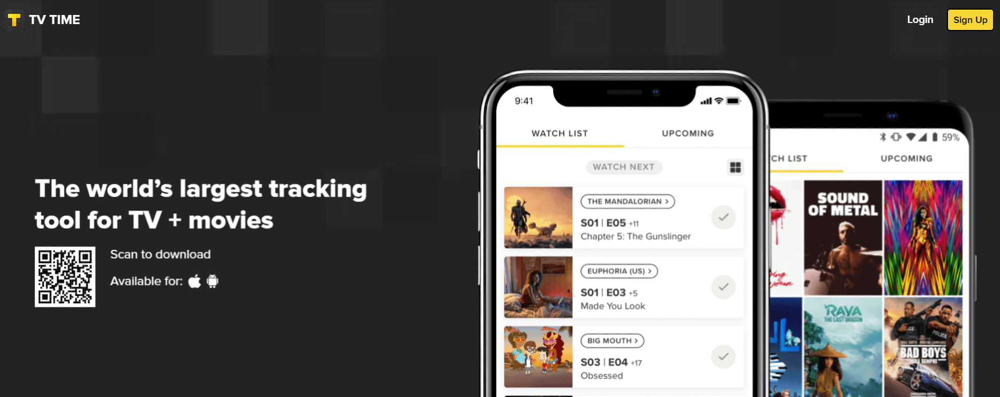 T TV TIME
Login
Sign Up
The world's largest tracking
tool for TV + movies
Scan to download
Available for:
9:41
WATCH LIST
UPCOMING
WATCH NEXT
THE MANDALORIAN >
S01 | E05 +11
Chapter 5: The Gunslinger
EUPHORIA (US) >
S01 | E03 +5
Made You Look
BIG MOUTH >
S03 | E04 +17
Obsessed
59%
CH LIST
UPCOMING
SOUND
OF METAL
RAYA
THE LAST DRAGON
POLICE
BAD BOYS
PARA SEMPRE